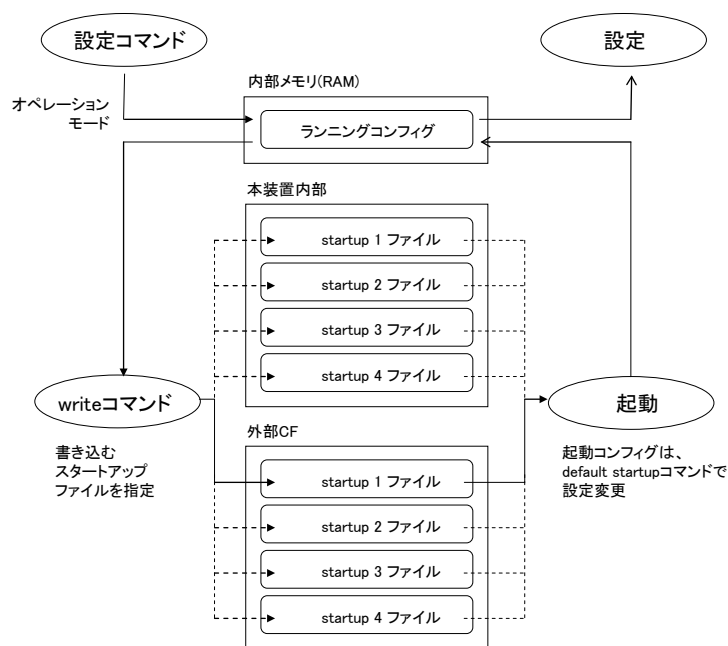 設定コマンド
設定
内部メモリ(RAM)
オペレーション
モード
ランニングコンフィグ
本装置内部
startup 1 ファイル
startup 2 ファイル
startup 3 ファイル
startup 4 ファイル
writeコマンド
起動
書き込む
スタートアップ
ファイルを指定
外部CF
startup 1 ファイル
startup 2 ファイル
startup 3 ファイル
startup 4 ファイル
起動コンフィグは、
default startupコマンドで
設定変更